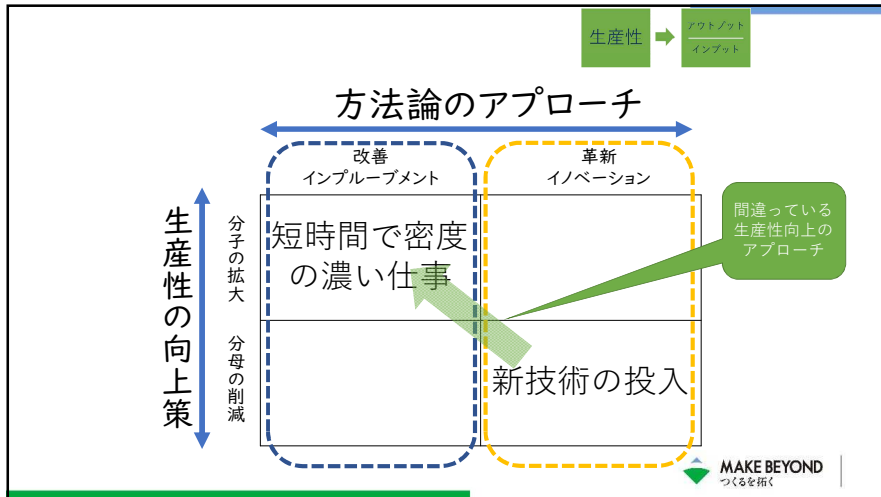 生産性
アウトプット
インプット
方法論のアプローチ
改善
インプルーブメント
革新
イノベーション
生産性の向上策
分子の拡大
短時間で密度
の濃い仕事
間違っている
生産性向上の
アプローチ
分母の削減
新技術の投入
MAKE BEYOND
つくるを拓く